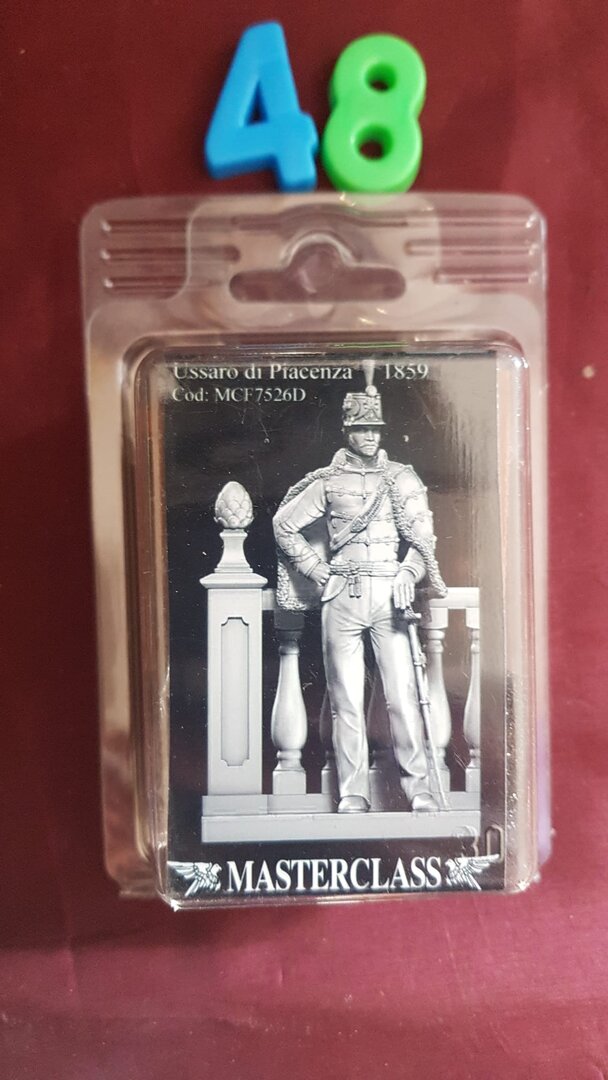 48
Ussaro di Piacenza 1859
Cod: MCF7526D
MASTERCLASS